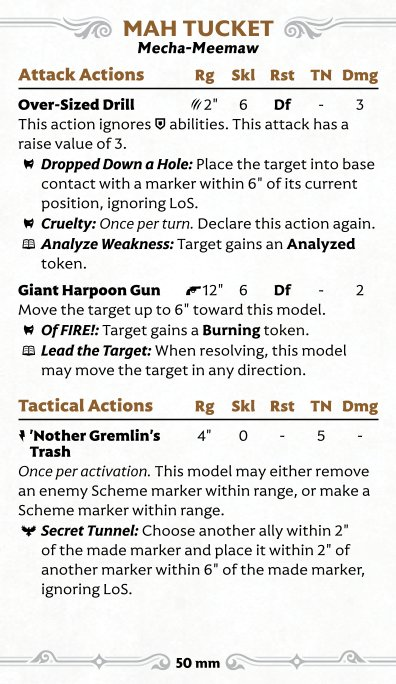 MAH TUCKET
Mecha-Meemaw
Attack Actions Rg Skl Rst TN Dmg
Over-Sized Drill 2" 6 Df - 3
This action ignores abilities. This attack has a
raise value of 3.
Dropped Down a Hole: Place the target into base
contact with a marker within 6" of its current
position, ignoring LoS.
Cruelty: Once per turn. Declare this action again.
Analyze Weakness: Target gains an Analyzed
token.
Giant Harpoon Gun 12" 6 Df - 2
Move the target up to 6" toward this model.
Of FIRE!: Target gains a Burning token.
Lead the Target: When resolving, this model
may move the target in any direction.
Tactical Actions Rg Skl Rst TN Dmg
'Nother Gremlin's 4" 0 - 5 -
Trash
Once per activation. This model may either remove
an enemy Scheme marker within range, or make a
Scheme marker within range.
Secret Tunnel: Choose another ally within 2"
of the made marker and place it within 2" of
another marker within 6" of the made marker,
ignoring LoS.
50 mm